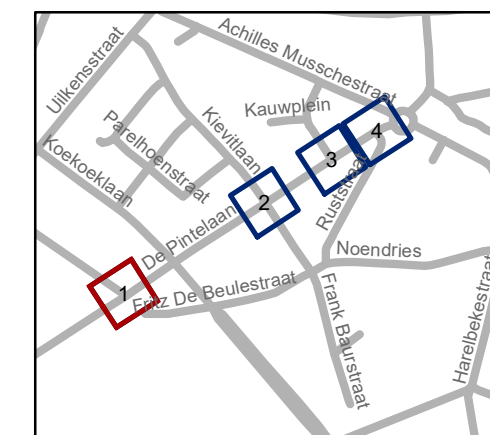 Achilles Musschestraat
Uilkensstraat
Kauwplein
Kievitlaan
Parelhoenstraat
Koekoeklaan
4
3
Ruststraat
2
De Pintelaan
Noendries
1
Fritz De Beulestraat
Frank Baurstraat
Harelbekestraat